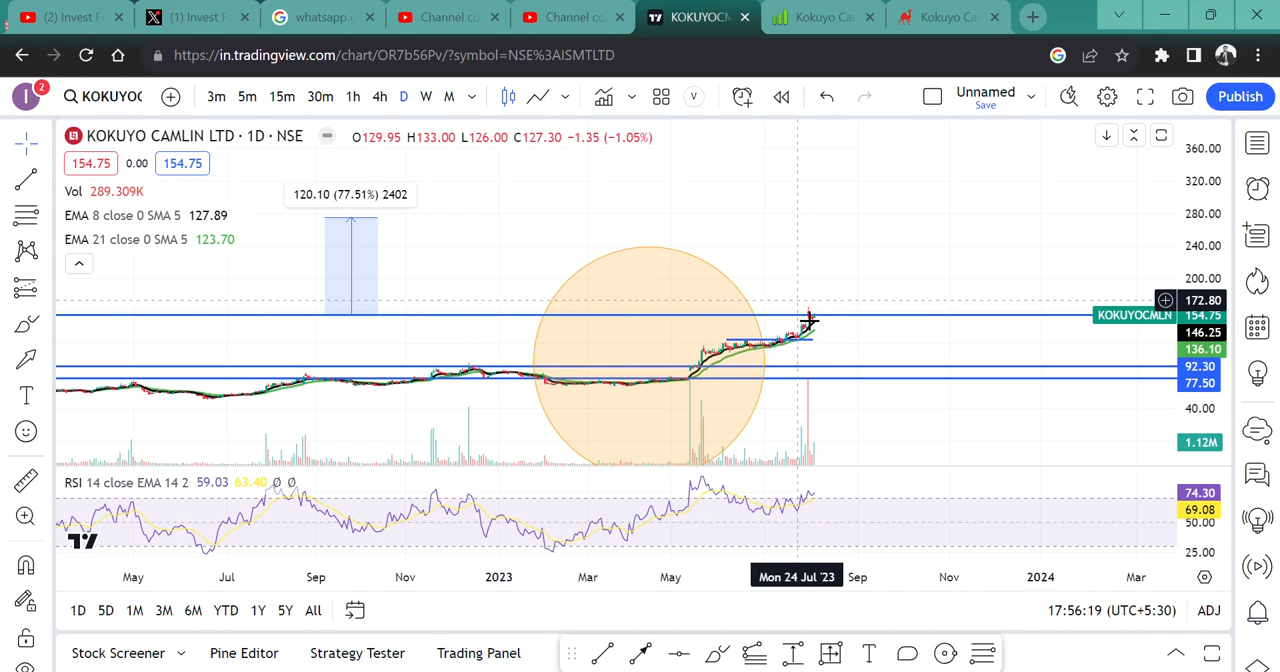 (2) Invest F
(1) Invest F
whatsapp g
Channel co
Channel co
KOKUYOCM
Kokuyo Car
Kokuyo Car
https://in.tradingview.com/chart/OR7b56Pv/?symbol=NSE%3AISMTLTD
I
2
KOKUYOC
3m
5m
15m
30m
1h
4h
D
W
M
V
Unnamed
Save
Publish
KOKUYO CAMLIN LTD · 1D · NSE
O129.95 H133.00 L126.00 C127.30 −1.35 (−1.05%)
154.75
0.00
154.75
Vol 289.309K
EMA 8 close 0 SMA 5 127.89
EMA 21 close 0 SMA 5 123.70
120.10 (77.51%) 2402
360.00
320.00
280.00
240.00
200.00
172.80
KOKUYOCMLN 154.75
146.25
136.10
92.30
77.50
40.00
1.12M
RSI 14 close EMA 14 2 59.03 63.40 Ø Ø
74.30
69.08
50.00
25.00
May
Jul
Sep
Nov
2023
Mar
May
Mon 24 Jul '23
Sep
Nov
2024
Mar
1D
5D
1M
3M
6M
YTD
1Y
5Y
All
17:56:19 (UTC+5:30)
ADJ
Stock Screener
Pine Editor
Strategy Tester
Trading Panel